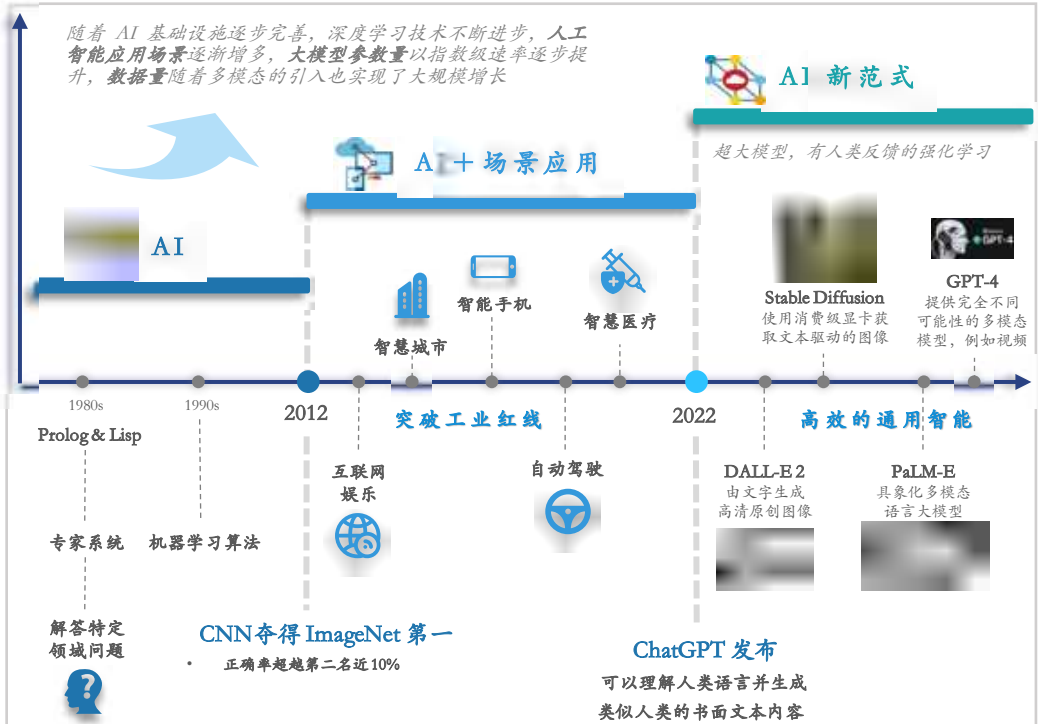 随着 AI 基础设施逐步完善，深度学习技术不断进步，人工
智能应用场景逐渐增多，大模型参数量以指数级速率逐步提
升，数据量随着多模态的引入也实现了大规模增长
AI 新范式
超大模型，有人类反馈的强化学习
AI＋场景应用
AI
智慧城市
智能手机
智慧医疗
Stable Diffusion
使用消费级显卡获
取文本驱动的图像
GPT-4
GPT-4
提供完全不同
可能性的多模态
模型，例如视频
1980s
1990s
2012
突破工业红线
2022
高效的通用智能
Prolog & Lisp
专家系统
机器学习算法
解答特定
领域问题
互联网
娱乐
自动驾驶
DALL-E 2
由文字生成
高清原创图像
PaLM-E
具象化多模态
语言大模型
CNN夺得 ImageNet 第一
• 正确率超越第二名近10%
ChatGPT 发布
可以理解人类语言并生成
类似人类的书面文本内容